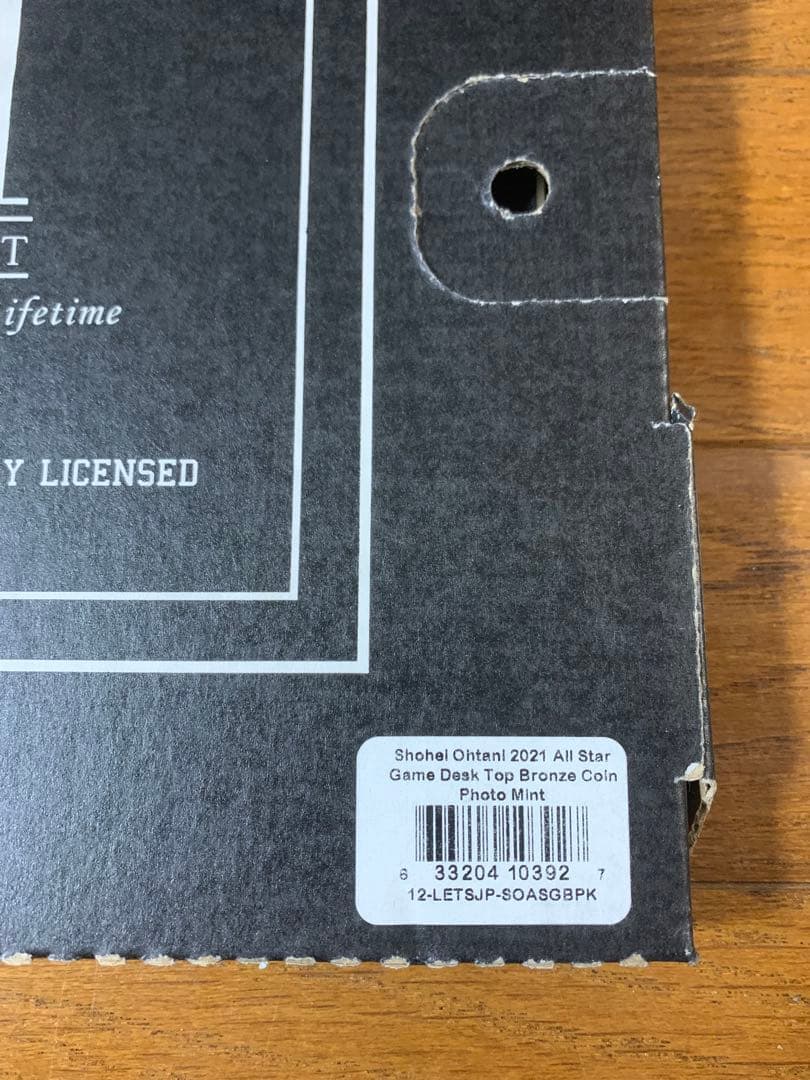 T
ifetime
Y LICENSED
Shohei Ohtani 2021 All Star
Game Desk Top Bronze Coin
Photo Mint
6 33204 10392 7
12-LETSJP-SOASGBPK